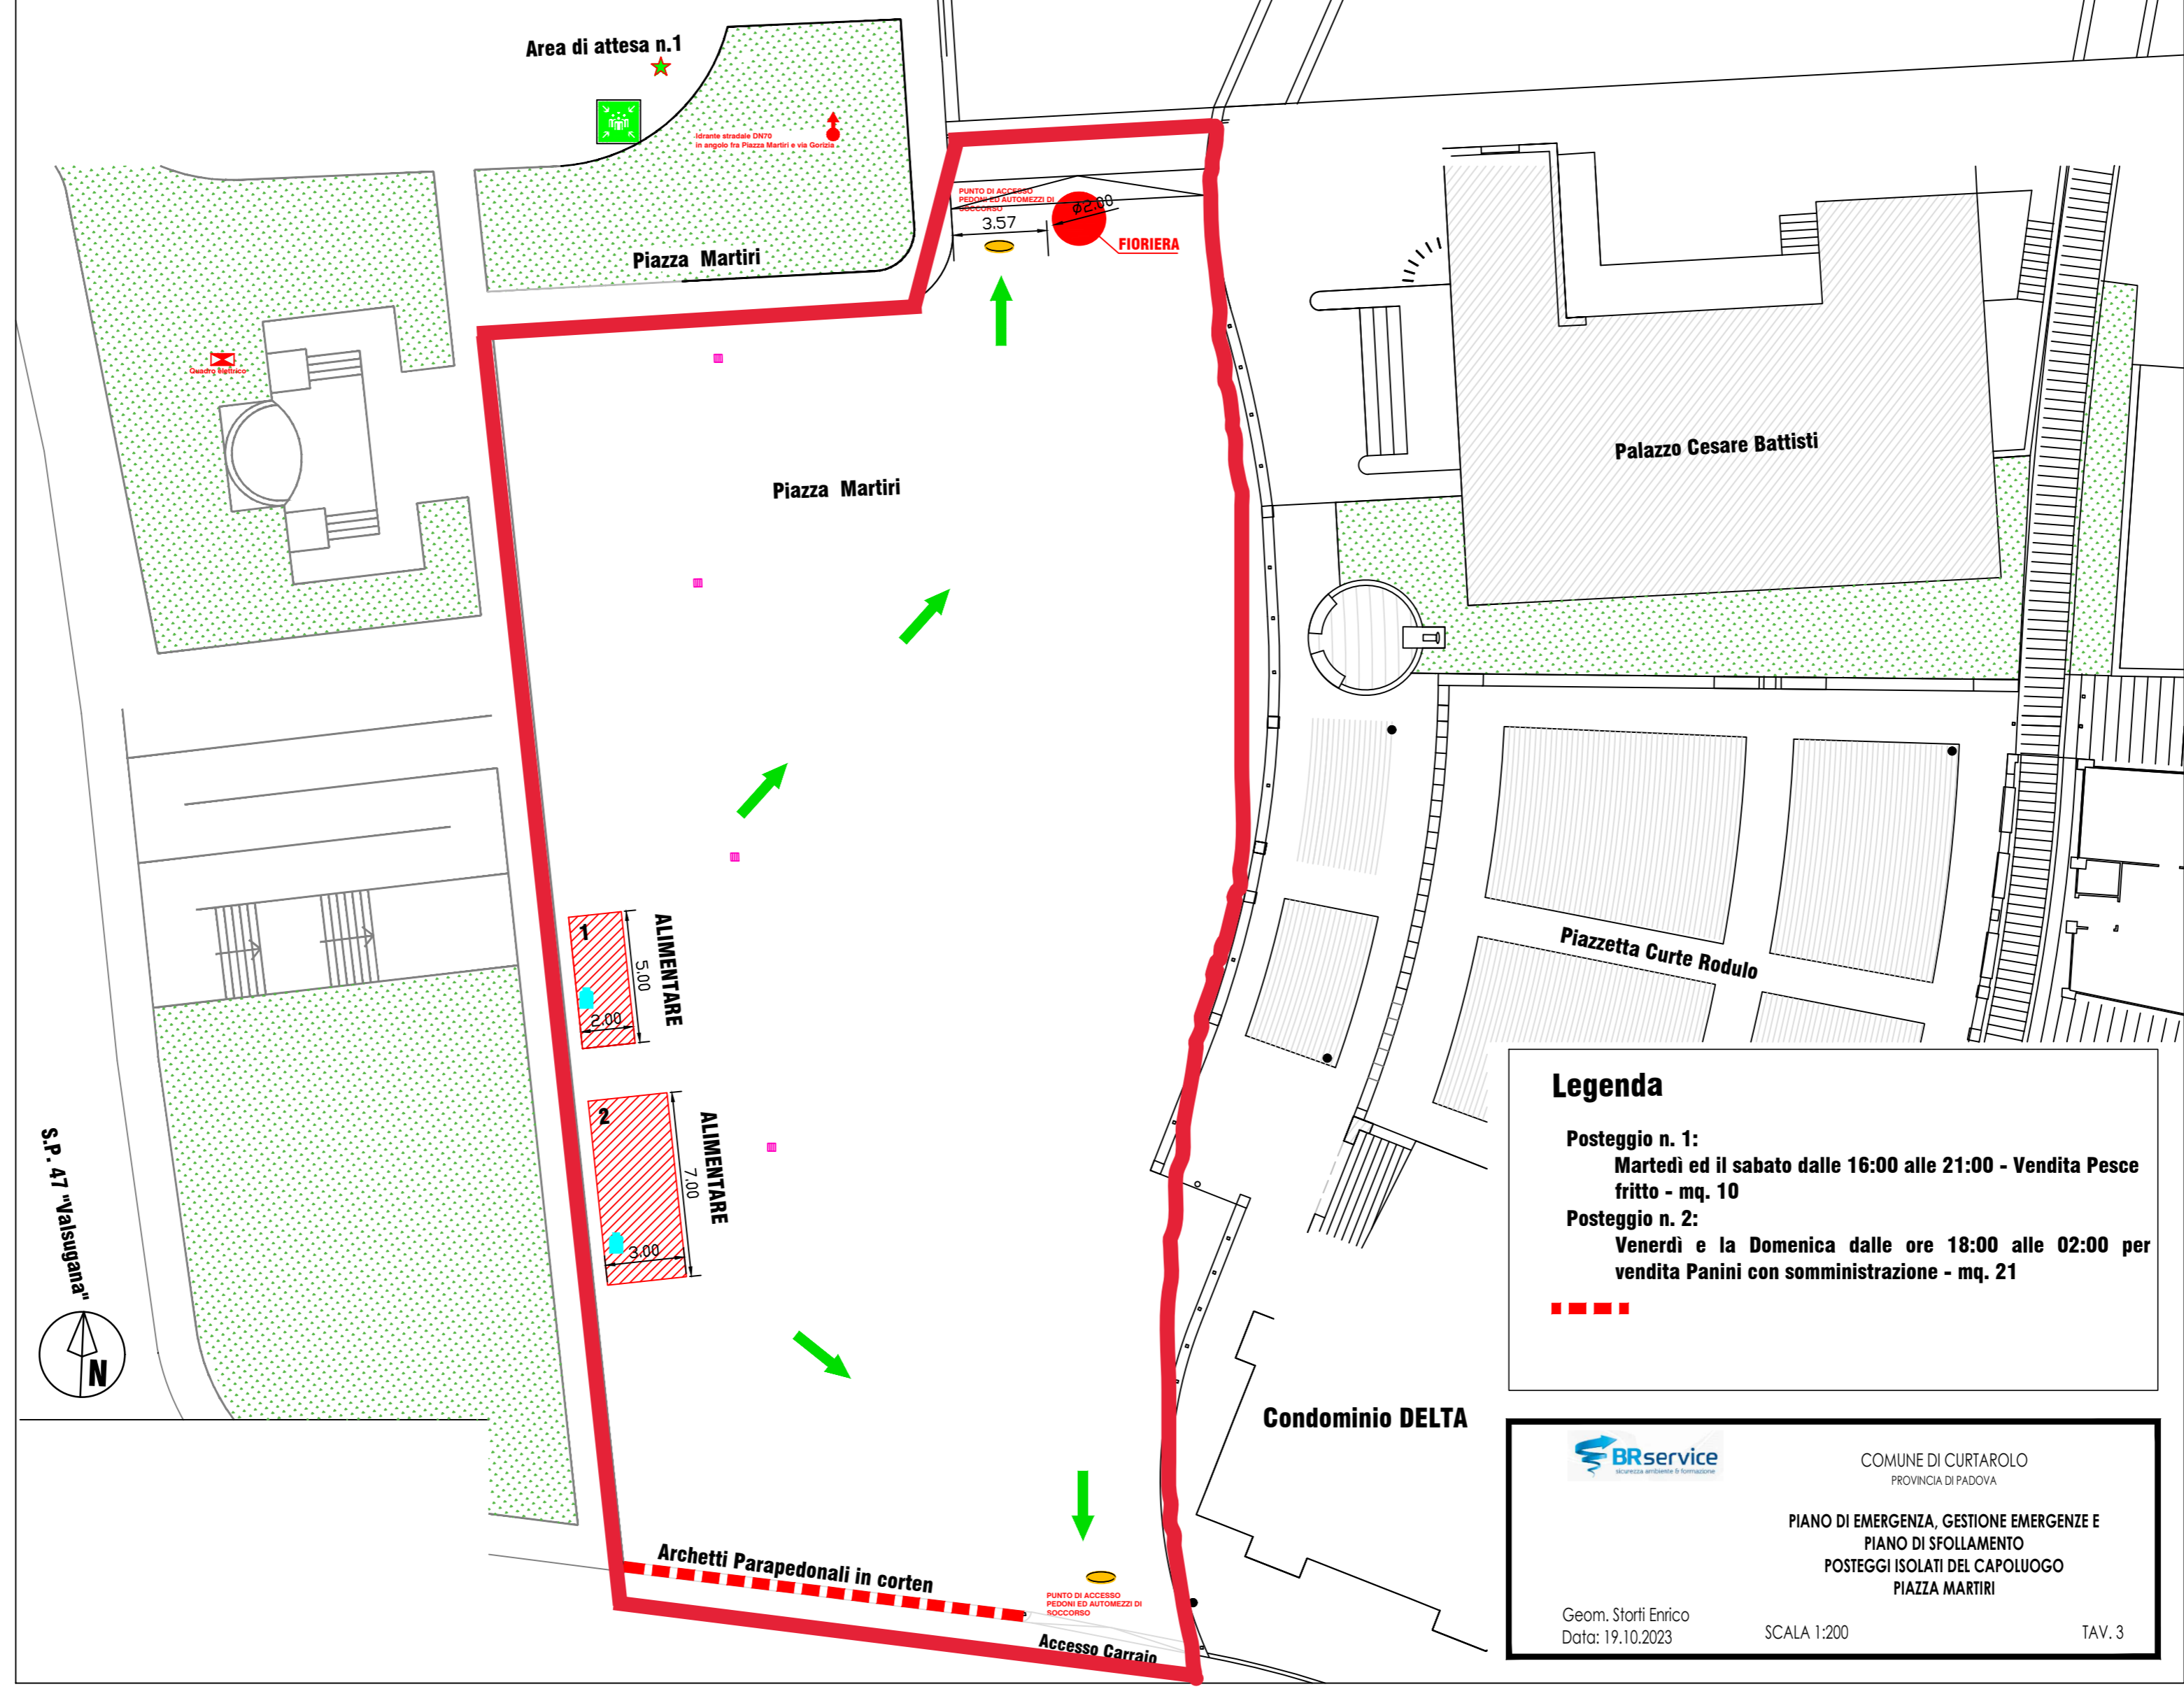 Area di attesa n.1
Idrante stradale DN70
in angolo fra Piazza Martiri e via Gorizia
PUNTO DI ACCESSO
PEDONI ED AUTOMEZZI DI
SOCCORSO
3.57
ø2.00
FIORIERA
Piazza Martiri
Quadro elettrico
Piazza Martiri
Palazzo Cesare Battisti
1
5.00
2.00
ALIMENTARE
2
7.00
3.00
ALIMENTARE
Piazzetta Curte Rodulo
S.P. 47 "Valsugana"
N
Condominio DELTA
Archetti Parapedonali in corten
PUNTO DI ACCESSO
PEDONI ED AUTOMEZZI DI
SOCCORSO
Accesso Carraio
Legenda
Posteggio n. 1:
Martedì ed il sabato dalle 16:00 alle 21:00 - Vendita Pesce
fritto - mq. 10
Posteggio n. 2:
Venerdì e la Domenica dalle ore 18:00 alle 02:00 per
vendita Panini con somministrazione - mq. 21
BRservice
sicurezza ambiente & formazione
COMUNE DI CURTAROLO
PROVINCIA DI PADOVA
PIANO DI EMERGENZA, GESTIONE EMERGENZE E
PIANO DI SFOLLAMENTO
POSTEGGI ISOLATI DEL CAPOLUOGO
PIAZZA MARTIRI
Geom. Storti Enrico
Data: 19.10.2023
SCALA 1:200
TAV. 3